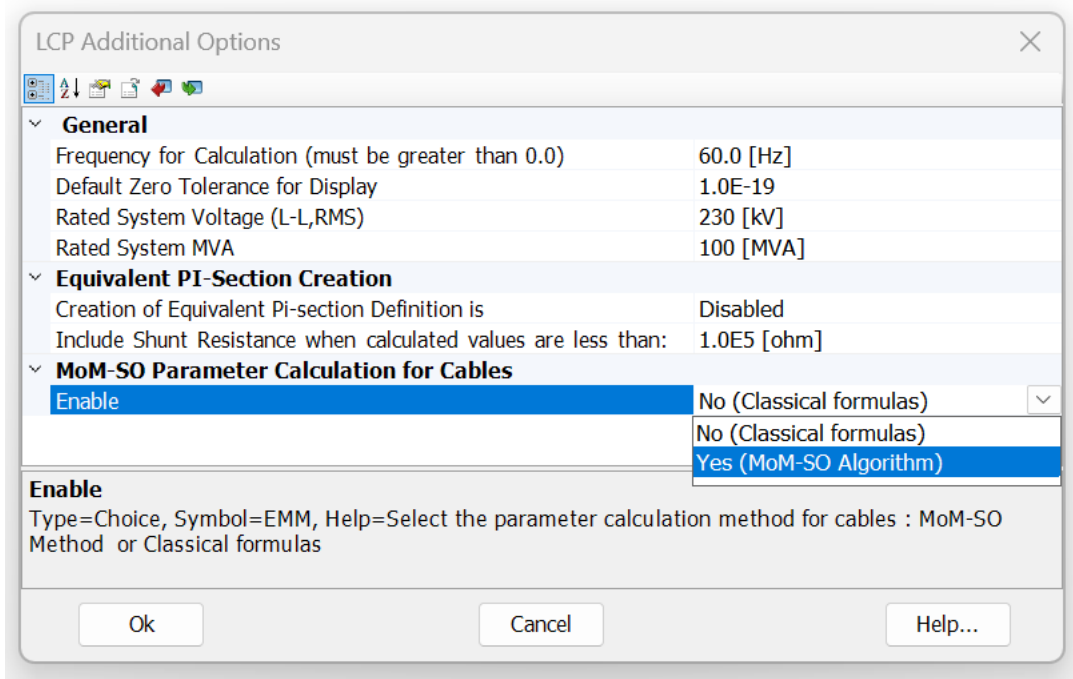 LCP Additional Options
General
Frequency for Calculation (must be greater than 0.0) 60.0 [Hz]
Default Zero Tolerance for Display 1.0E-19
Rated System Voltage (L-L,RMS) 230 [kV]
Rated System MVA 100 [MVA]
Equivalent PI-Section Creation
Creation of Equivalent Pi-section Definition is Disabled
Include Shunt Resistance when calculated values are less than: 1.0E5 [ohm]
MoM-SO Parameter Calculation for Cables
Enable No (Classical formulas)
No (Classical formulas)
Yes (MoM-SO Algorithm)
Enable
Type=Choice, Symbol=EMM, Help=Select the parameter calculation method for cables : MoM-SO
Method or Classical formulas
Ok Cancel Help...